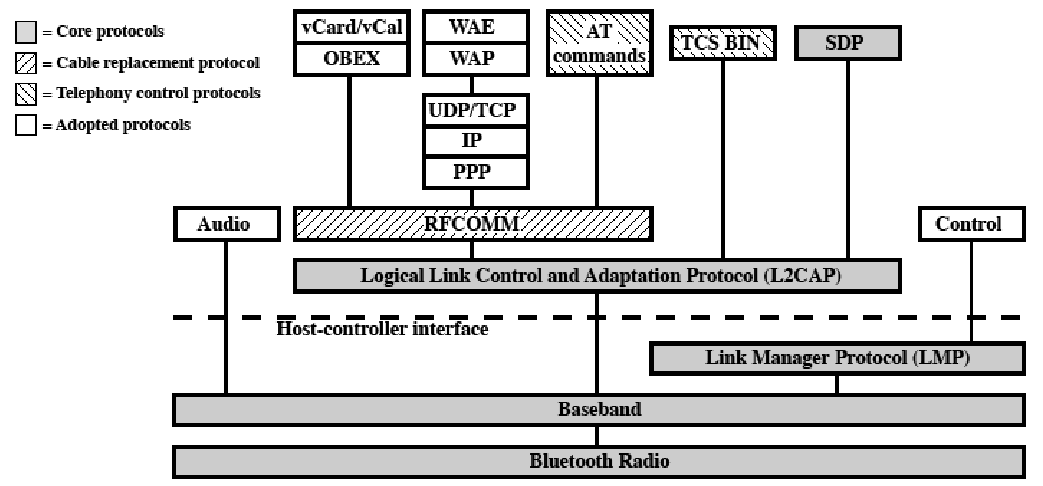 = Core protocols
= Cable replacement protocol
= Telephony control protocols
= Adopted protocols
vCard/vCal
OBEX
WAE
WAP
UDP/TCP
IP
PPP
AT
commands
TCS BIN
SDP
Audio
RFCOMM
Control
Logical Link Control and Adaptation Protocol (L2CAP)
Host-controller interface
Link Manager Protocol (LMP)
Baseband
Bluetooth Radio